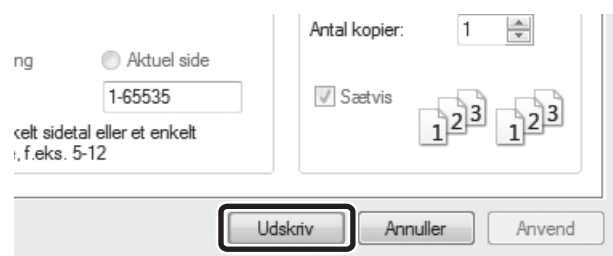 Antal kopier: 1
ng Aktuel side
1-65535
Sætvis
1 2 3 1 2 3
kelt sidetal eller et enkelt
, f.eks. 5-12
Udskriv Annuller Anvend